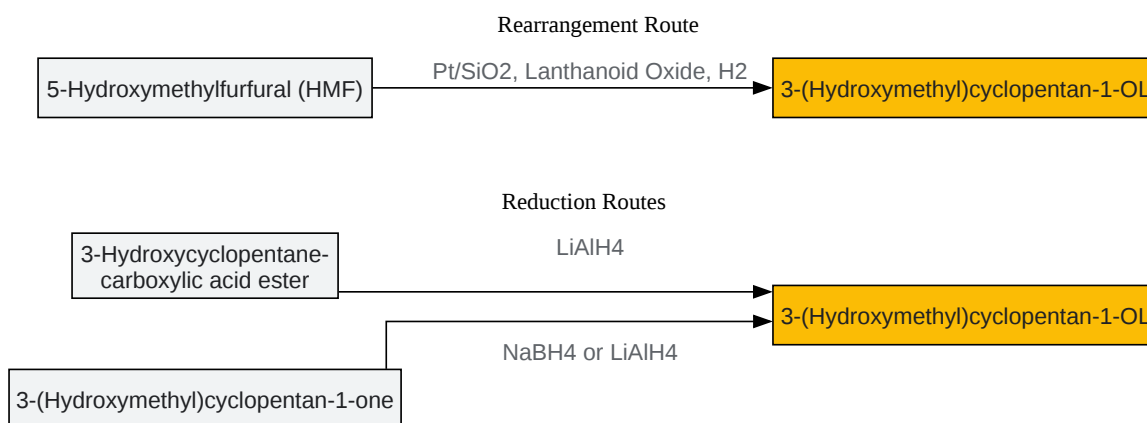 Rearrangement Route
Pt/SiO2, Lanthanoid Oxide, H2
5-Hydroxymethylfurfural (HMF)
3-(Hydroxymethyl)cyclopentan-1-OL
Reduction Routes
LiAlH4
3-Hydroxycyclopentane-
carboxylic acid ester
3-(Hydroxymethyl)cyclopentan-1-OL
NaBH4 or LiAlH4
3-(Hydroxymethyl)cyclopentan-1-one